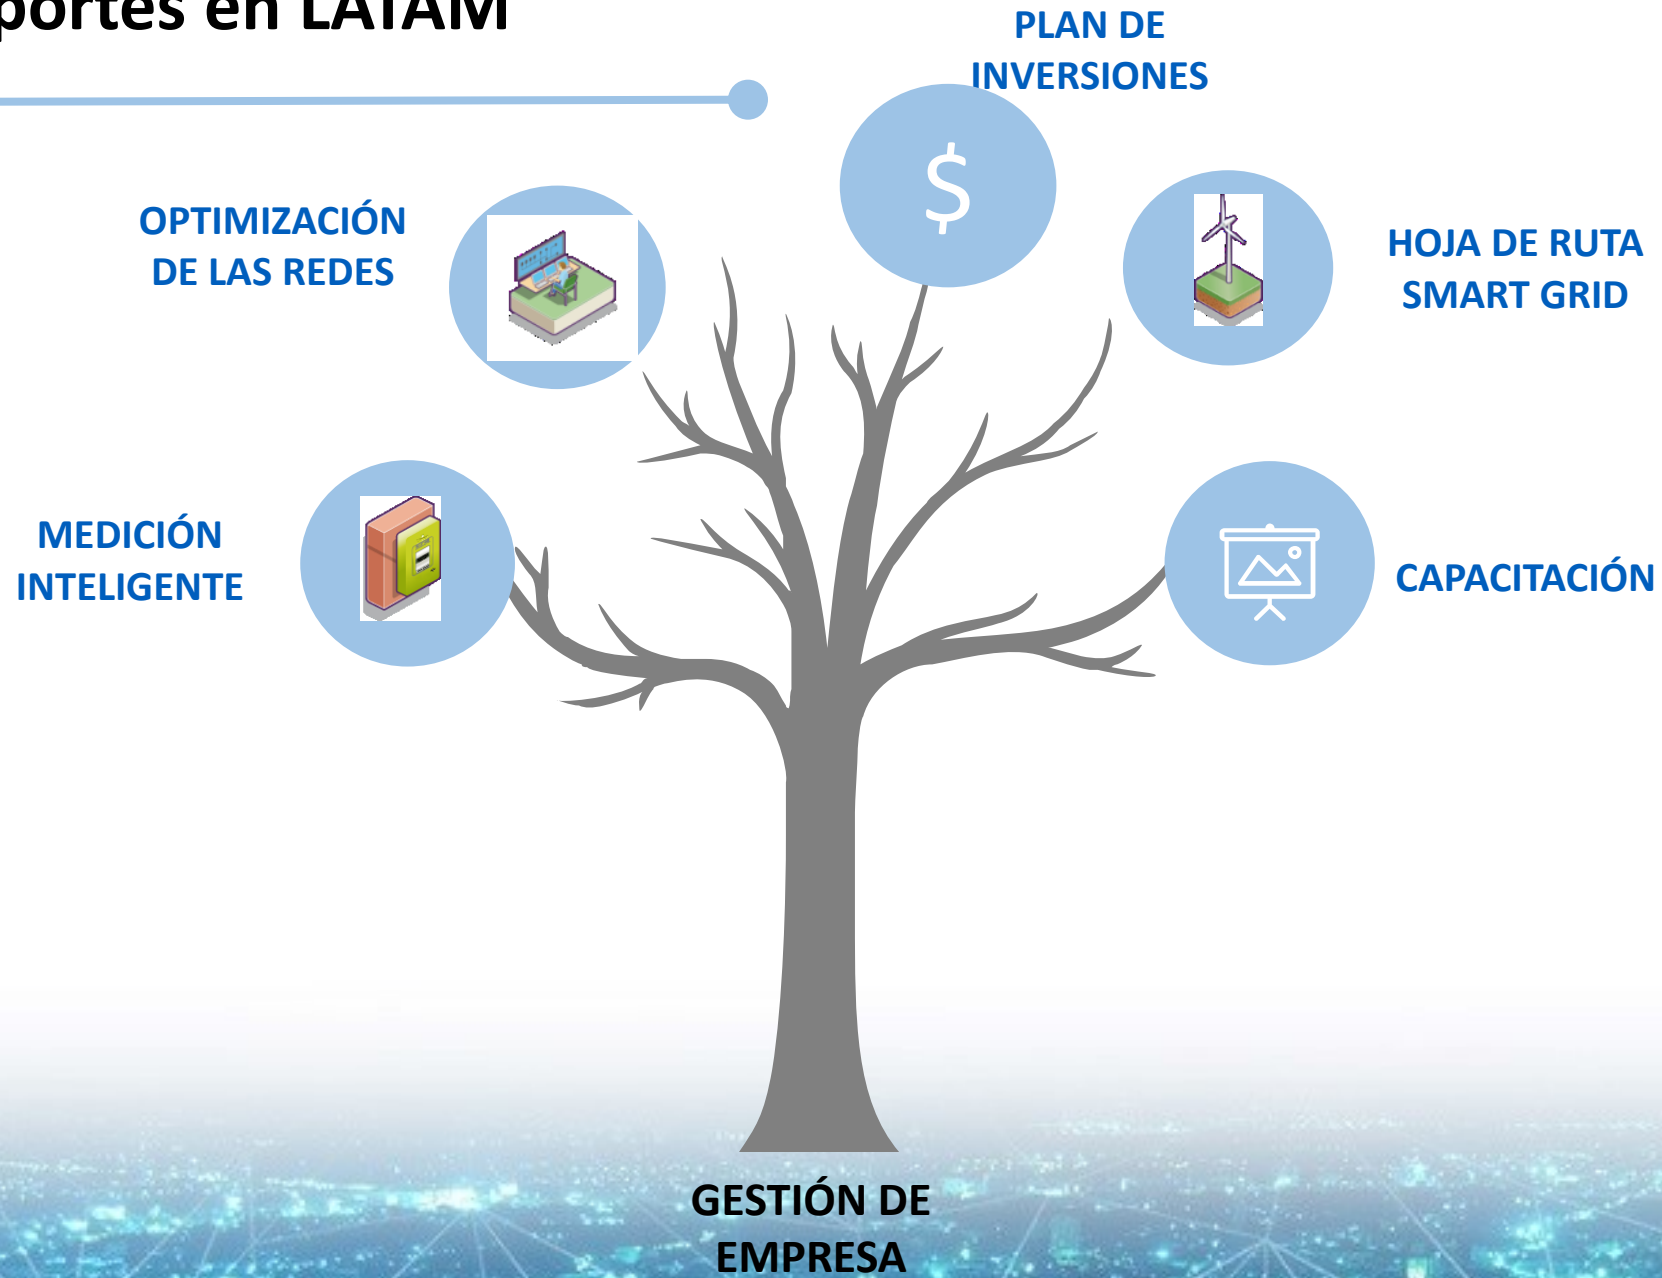 en LATAM
PLAN DE
INVERSIONES
OPTIMIZACIÓN
DE LAS REDES
$
HOJA DE RUTA
SMART GRID
MEDICIÓN
INTELIGENTE
CAPACITACIÓN
GESTIÓN DE
EMPRESA